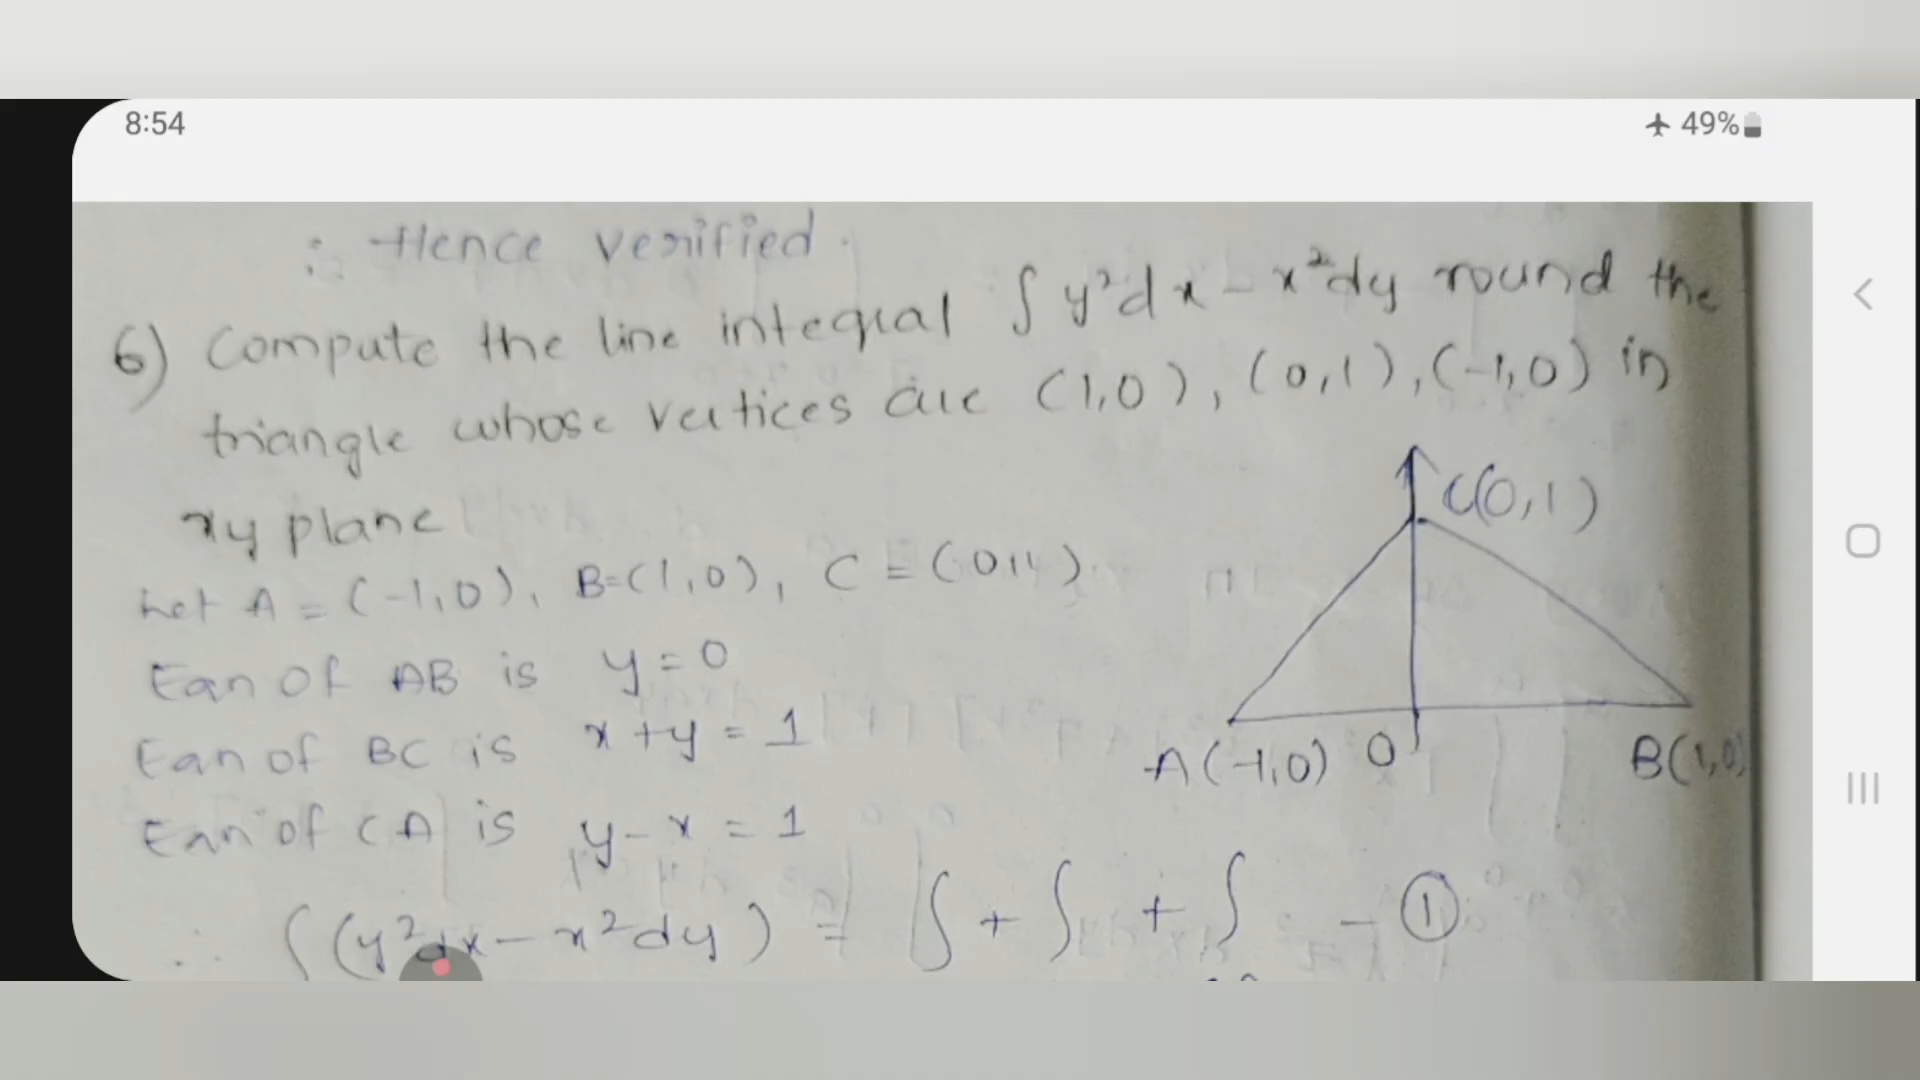 8:54
49%
∴ Hence verified.
6) Compute the line integral ∫ y²dx - x²dy round the
triangle whose vertices are (1,0), (0,1), (-1,0) in
xy plane
C(0,1)
Let A = (-1,0), B=(1,0), C = (0,1).
Eqn of AB is y = 0
Eqn of BC is x + y = 1
A(-1,0) O B(1,0)
Eqn of CA is y - x = 1
∴ ∫(y²dx - x²dy) = ∫ + ∫ + ∫ - ①